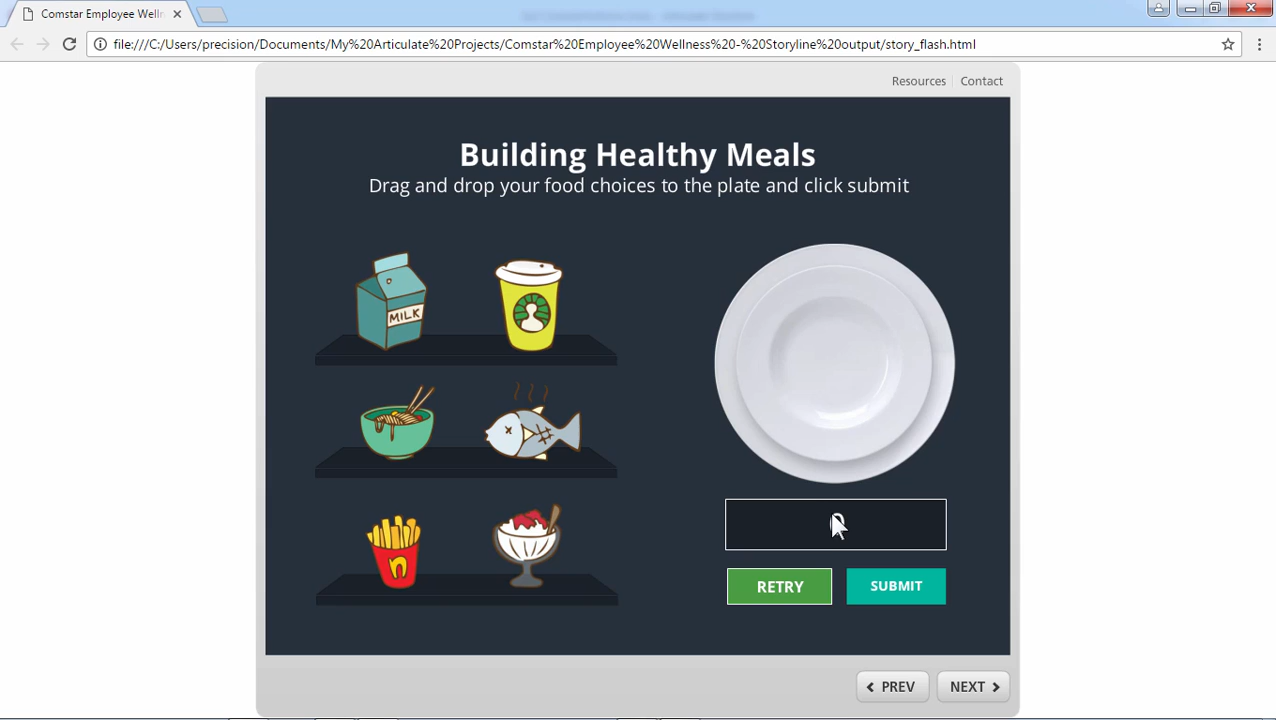 Comstar Employee Welln
file:///C:/Users/precision/Documents/My%20Articulate%20Projects/Comstar%20Employee%20Wellness%20-%20Storyline%20output/story_flash.html
Resources Contact
Building Healthy Meals
Drag and drop your food choices to the plate and click submit
MILK
RETRY SUBMIT
PREV NEXT